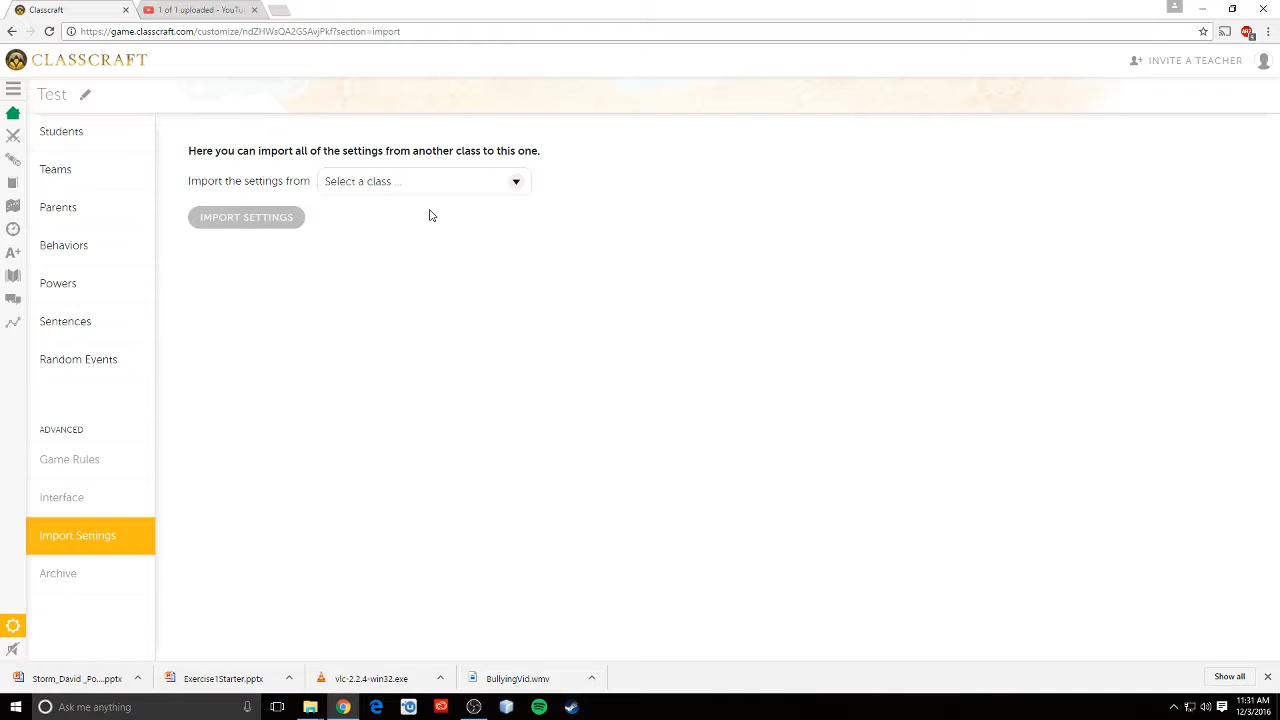 Classcraft
1 of 1 uploaded - YouTu
https://game.classcraft.com/customize/ndZHWsQA2GSAvjPkf?section=import
CLASSCRAFT
INVITE A TEACHER
Test
Students
Teams
Parents
Behaviors
Powers
Sentences
Random Events
ADVANCED
Game Rules
Interface
Import Settings
Archive
Here you can import all of the settings from another class to this one.
Import the settings from Select a class ...
IMPORT SETTINGS
Storm_David _Po....pptx
Exercise1Starter.pptx
vlc-2.2.4-win32.exe
BullyingVid.wmv
Show all
Ask me anything
11:31 AM
12/3/2016